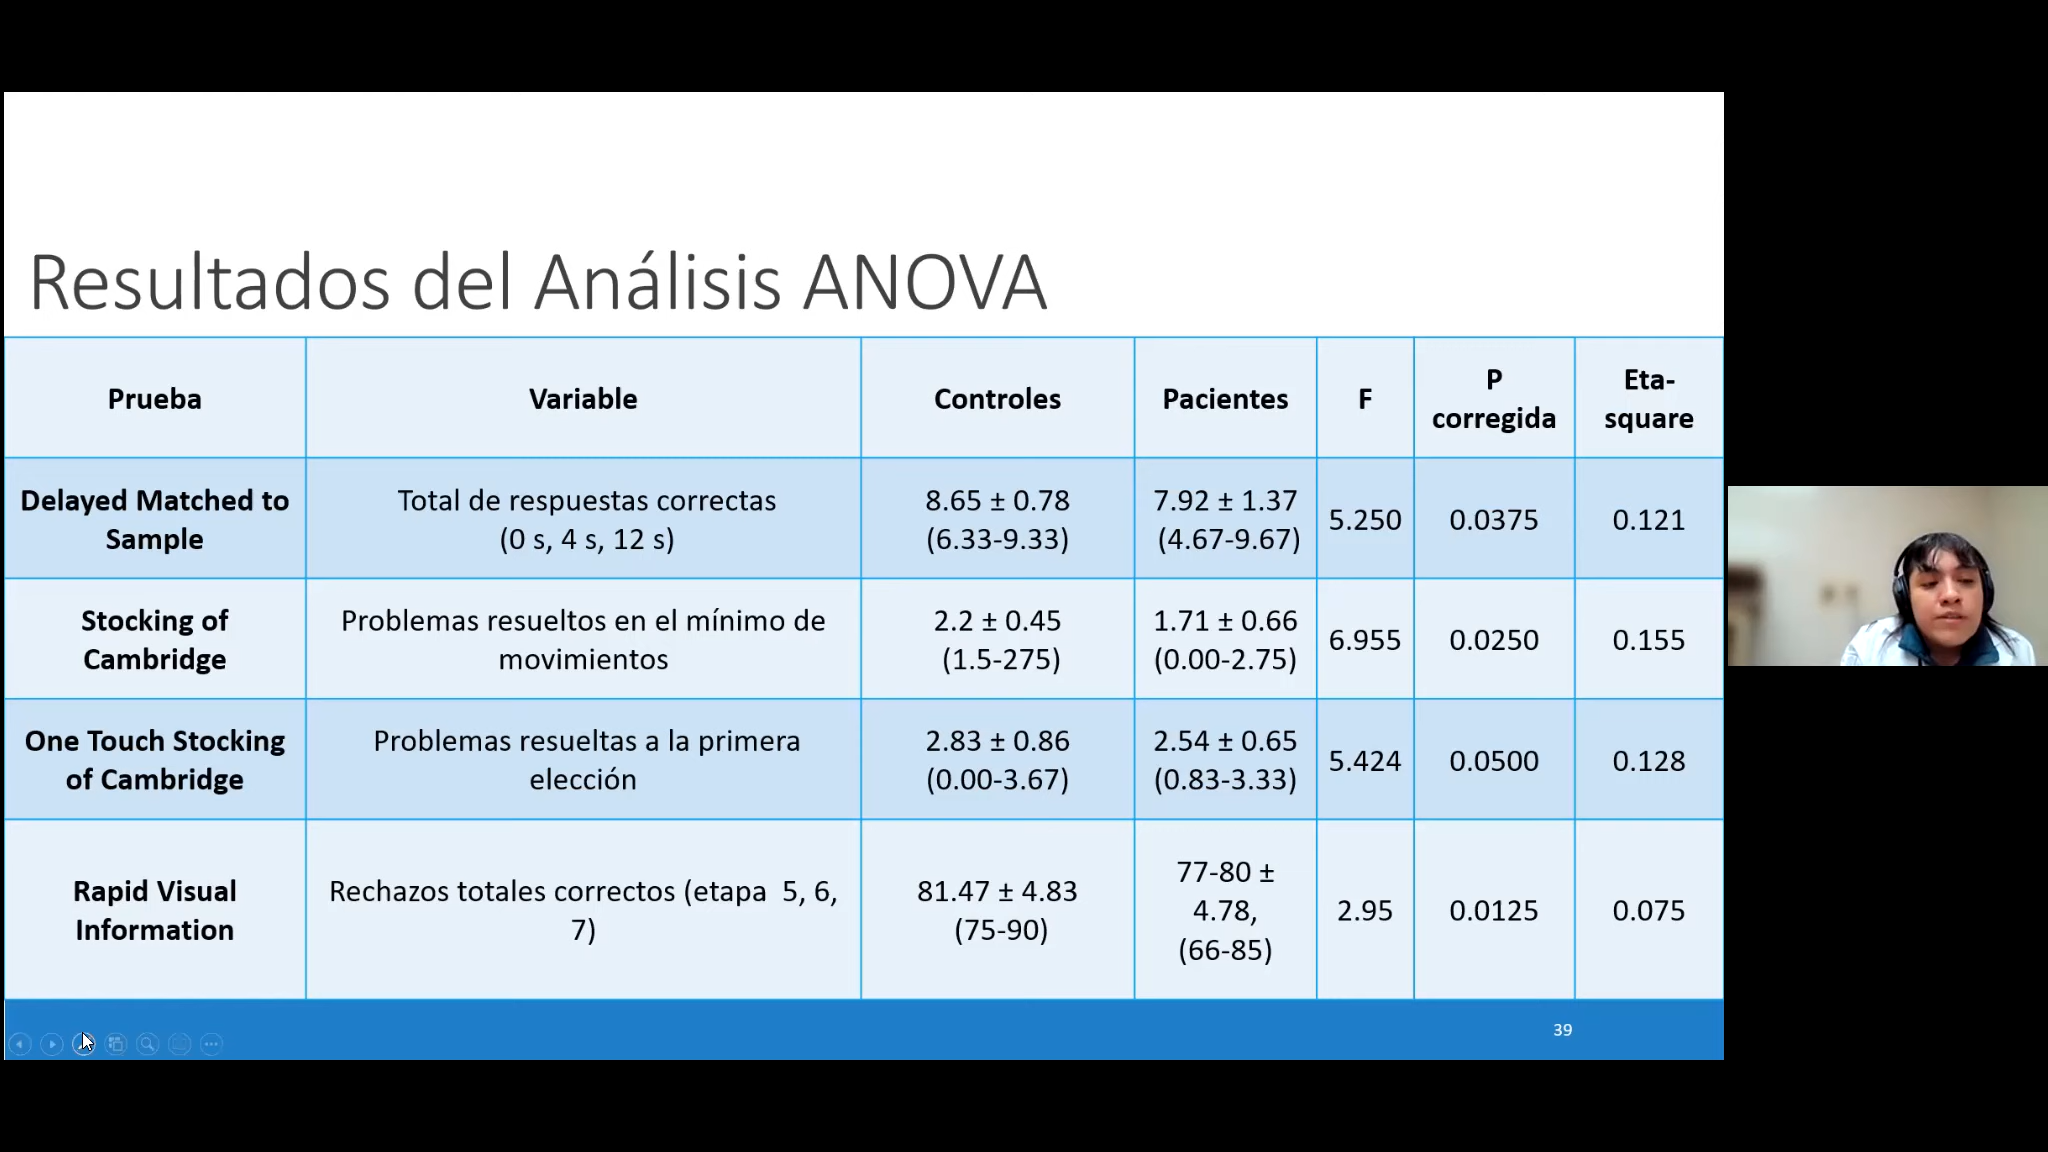 Resultados del Análisis ANOVA
Prueba
Variable
Controles
Pacientes
F
P
corregida
Eta-
square
Delayed Matched to
Sample
Total de respuestas correctas
(0 s, 4 s, 12 s)
8.65 ± 0.78
(6.33-9.33)
7.92 ± 1.37
(4.67-9.67)
5.250
0.0375
0.121
Stocking of
Cambridge
Problemas resueltos en el mínimo de
movimientos
2.2 ± 0.45
(1.5-275)
1.71 ± 0.66
(0.00-2.75)
6.955
0.0250
0.155
One Touch Stocking
of Cambridge
Problemas resueltas a la primera
elección
2.83 ± 0.86
(0.00-3.67)
2.54 ± 0.65
(0.83-3.33)
5.424
0.0500
0.128
Rapid Visual
Information
Rechazos totales correctos (etapa 5, 6,
7)
81.47 ± 4.83
(75-90)
77-80 ±
4.78,
(66-85)
2.95
0.0125
0.075
39